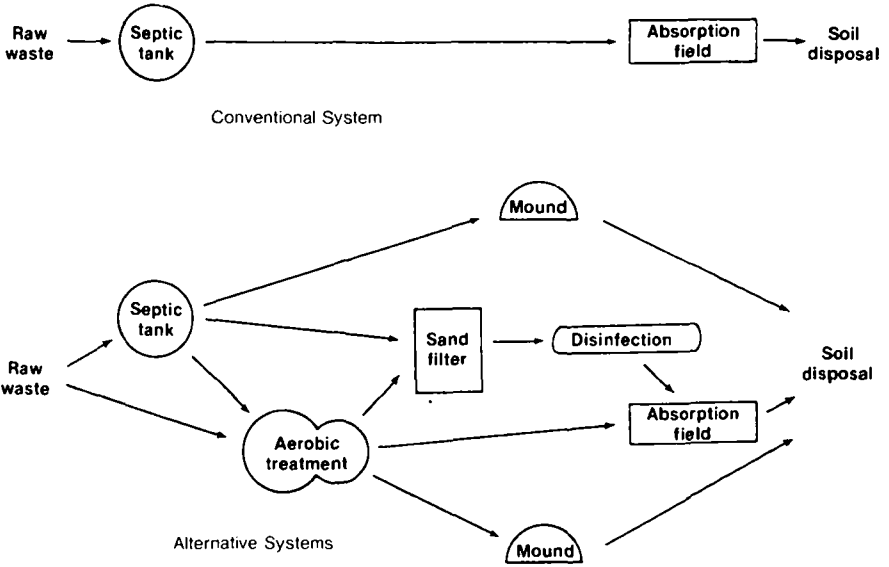 Raw
waste
Septic
tank
Absorption
field
Soil
disposal
Conventional System
Mound
Septic
tank
Sand
filter
Disinfection
Raw
waste
Soil
disposal
Absorption
field
Aerobic
treatment
Alternative Systems
Mound